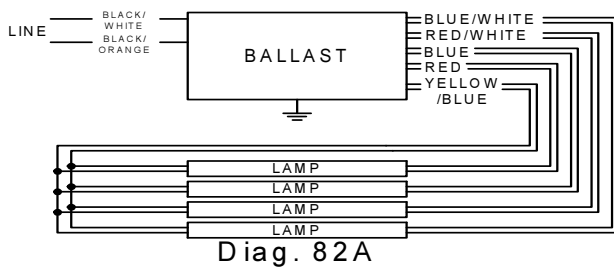 LINE
BLACK/
WHITE
BLACK/
ORANGE
BALLAST
BLUE/WHITE
RED/WHITE
BLUE
RED
YELLOW
/BLUE
LAMP
LAMP
LAMP
LAMP
Diag. 82A